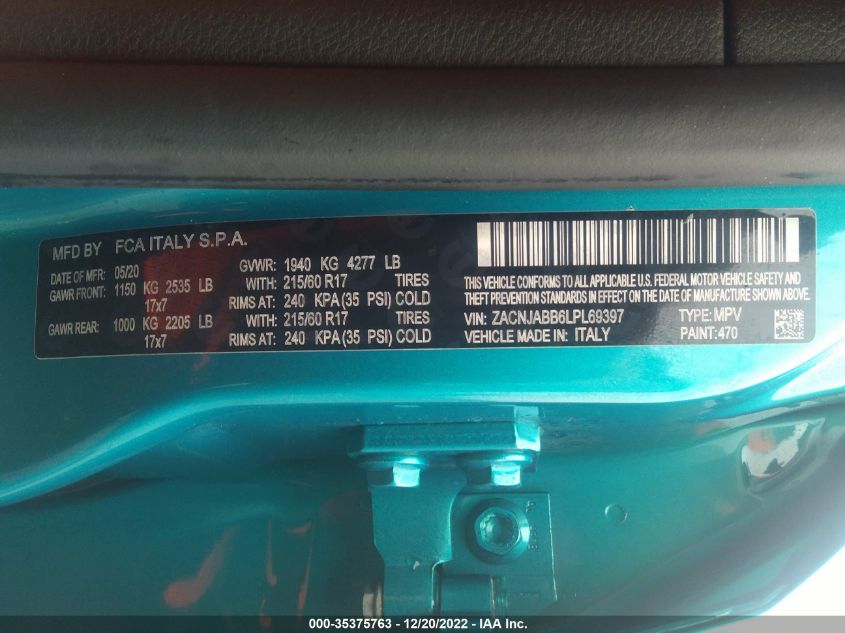 MFD BY FCA ITALY S.P.A.
DATE OF MFR: 05/20 GVWR: 1940 KG 4277 LB
GAWR FRONT: 1150 KG 2535 LB WITH: 215/60 R17 TIRES
17x7 RIMS AT: 240 KPA(35 PSI) COLD
GAWR REAR: 1000 KG 2205 LB WITH: 215/60 R17 TIRES
17x7 RIMS AT: 240 KPA(35 PSI) COLD
THIS VEHICLE CONFORMS TO ALL APPLICABLE U.S. FEDERAL MOTOR VEHICLE SAFETY AND
THEFT PREVENTION STANDARDS IN EFFECT ON THE DATE OF MANUFACTURE SHOWN ABOVE.
VIN: ZACNJABB6LPL69397 TYPE: MPV
VEHICLE MADE IN: ITALY PAINT: 470
000-35375763 - 12/20/2022 - IAA Inc.